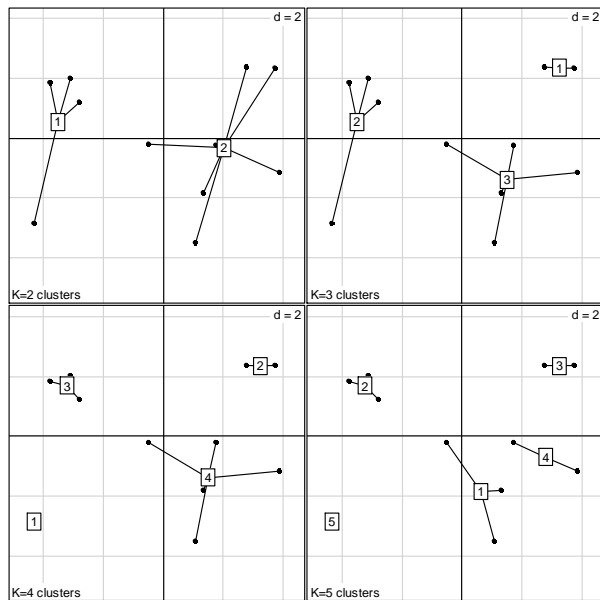 d = 2
1
2
K=2 clusters
d = 2
1
2
3
K=3 clusters
d = 2
2
3
4
1
K=4 clusters
d = 2
3
2
4
1
5
K=5 clusters